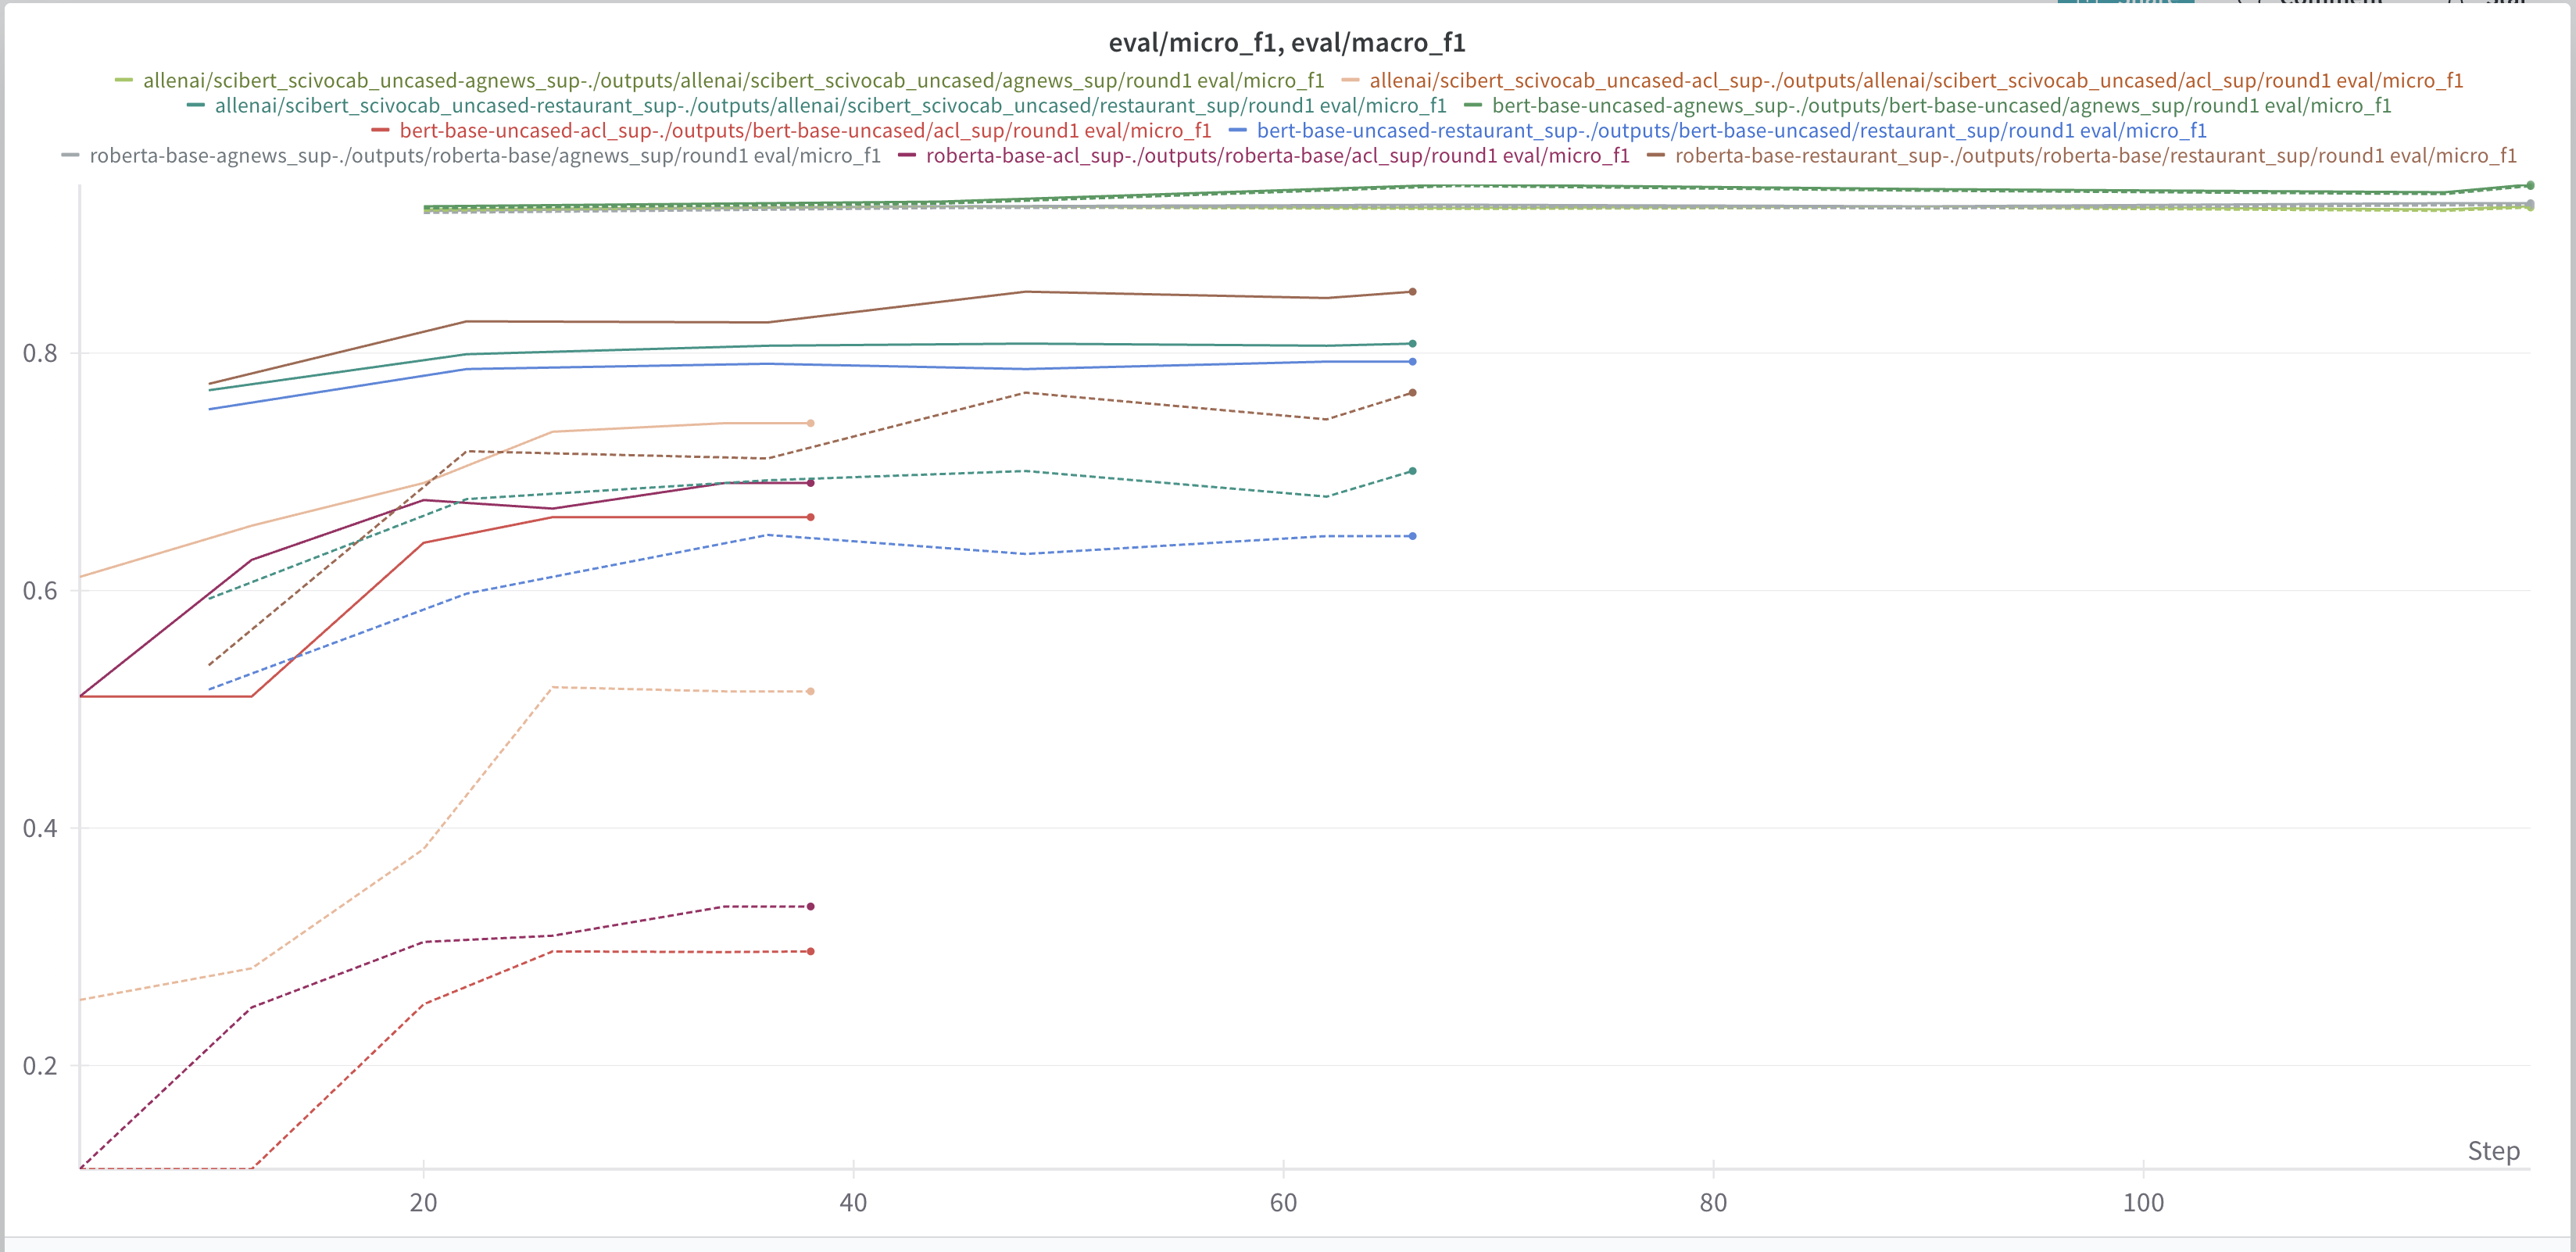 eval/micro_f1, eval/macro_f1
allenai/scibert_scivocab_uncased-agnews_sup-./outputs/allenai/scibert_scivocab_uncased/agnews_sup/round1 eval/micro_f1 allenai/scibert_scivocab_uncased-acl_sup-./outputs/allenai/scibert_scivocab_uncased/acl_sup/round1 eval/micro_f1
allenai/scibert_scivocab_uncased-restaurant_sup-./outputs/allenai/scibert_scivocab_uncased/restaurant_sup/round1 eval/micro_f1 bert-base-uncased-agnews_sup-./outputs/bert-base-uncased/agnews_sup/round1 eval/micro_f1
bert-base-uncased-acl_sup-./outputs/bert-base-uncased/acl_sup/round1 eval/micro_f1 bert-base-uncased-restaurant_sup-./outputs/bert-base-uncased/restaurant_sup/round1 eval/micro_f1
roberta-base-agnews_sup-./outputs/roberta-base/agnews_sup/round1 eval/micro_f1 roberta-base-acl_sup-./outputs/roberta-base/acl_sup/round1 eval/micro_f1 roberta-base-restaurant_sup-./outputs/roberta-base/restaurant_sup/round1 eval/micro_f1
0.8
0.6
0.4
0.2
Step
20 40 60 80 100